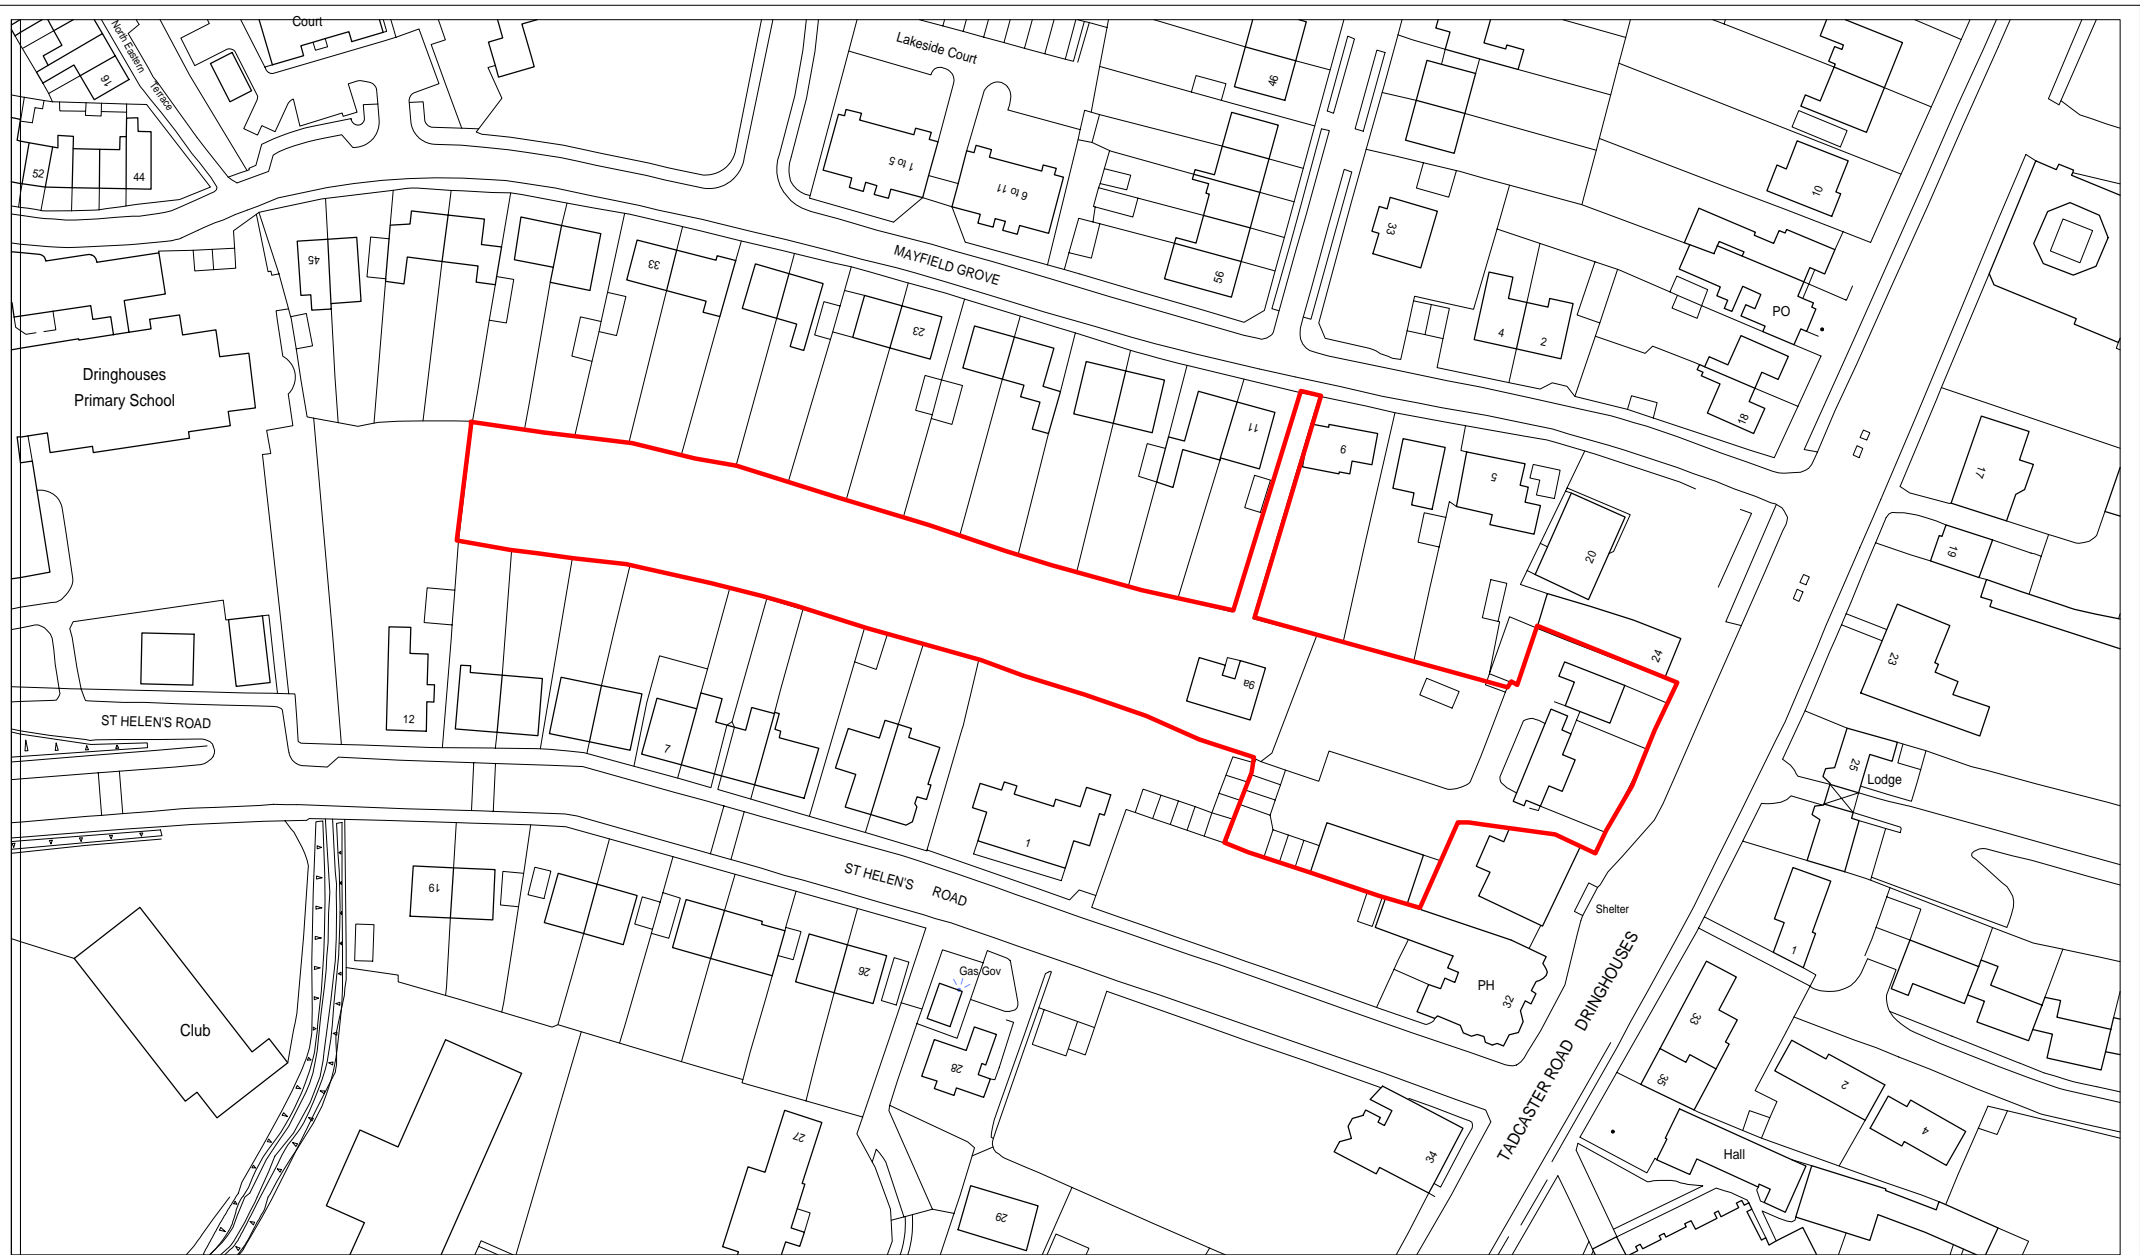 Court
North Eastern
Terrace
16
52
44
Lakeside Court
1 to 5
6 to 11
46
56
33
10
PO
4
2
18
MAYFIELD GROVE
45
33
23
11
9
5
20
24
17
19
23
25
Lodge
Dringhouses
Primary School
9a
12
7
1
ST HELEN'S ROAD
ST HELEN'S ROAD
19
26
Gas Gov
28
27
29
Club
Shelter
PH
32
34
TADCASTER ROAD DRINGHOUSES
1
33
35
2
4
Hall